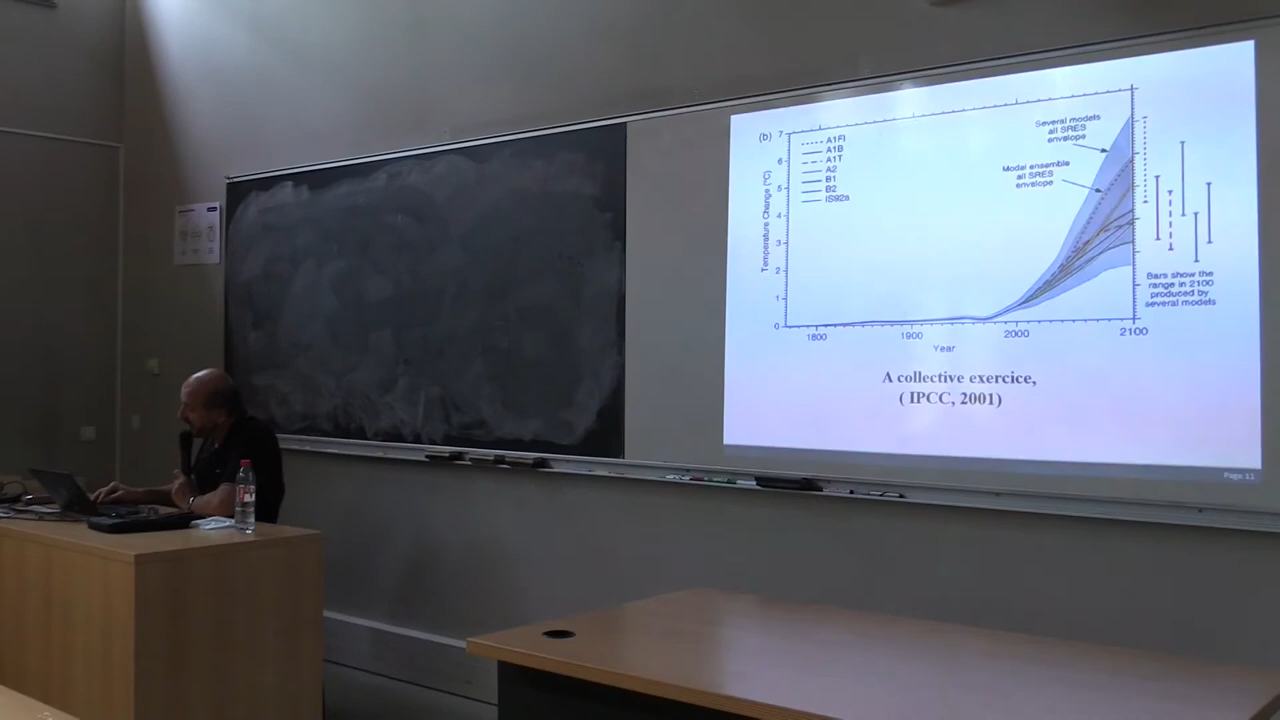 (b)
7
6
5
4
3
2
1
0
Temperature Change (°C)
A1FI
A1B
A1T
A2
B1
B2
IS92a
Several models
all SRES
envelope
Model ensemble
all SRES
envelope
Bars show the
range in 2100
produced by
several models
1800
1900
2000
2100
Year
A collective exercice,
( IPCC, 2001)
Page 11